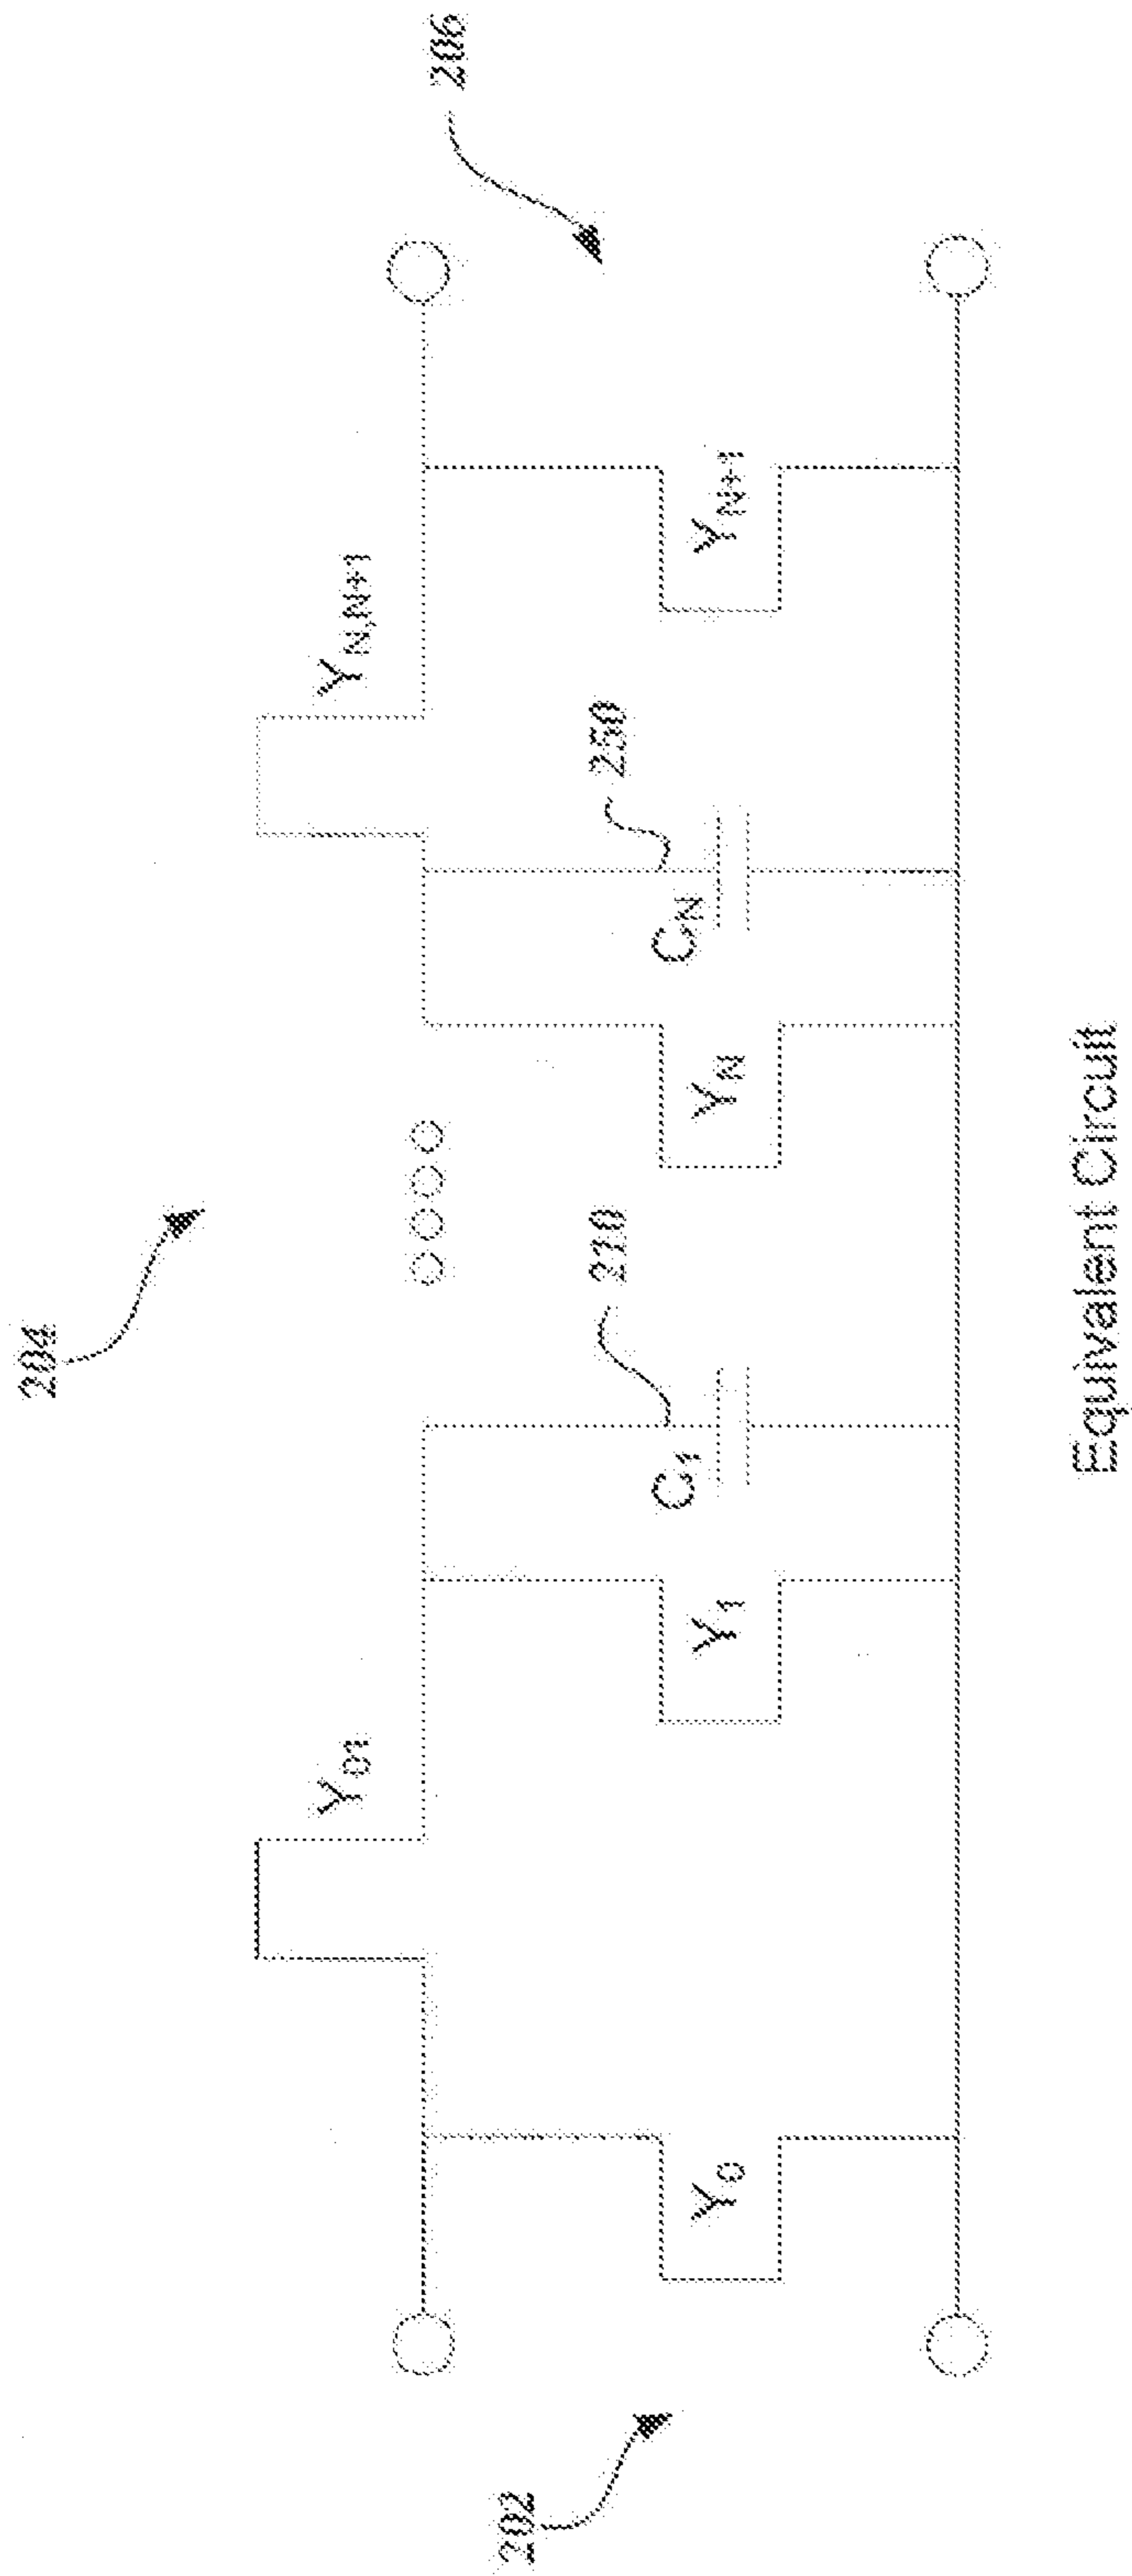 204
206
202
Y01
YN,N+1
210
250
C1
CN
Y0
Y1
YN
YN+1
Equivalent Circuit